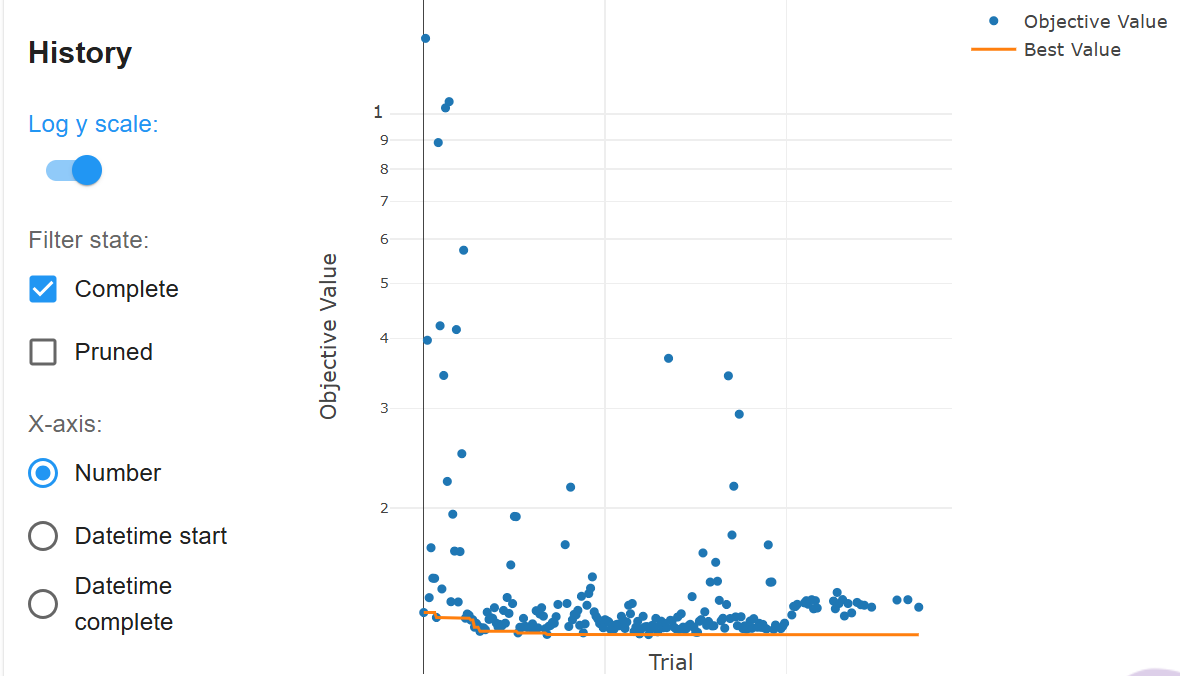 History
Log y scale:
Filter state:
Complete
Pruned
X-axis:
Number
Datetime start
Datetime
complete
Objective Value
1
9
8
7
6
5
4
3
2
Trial
Objective Value
Best Value